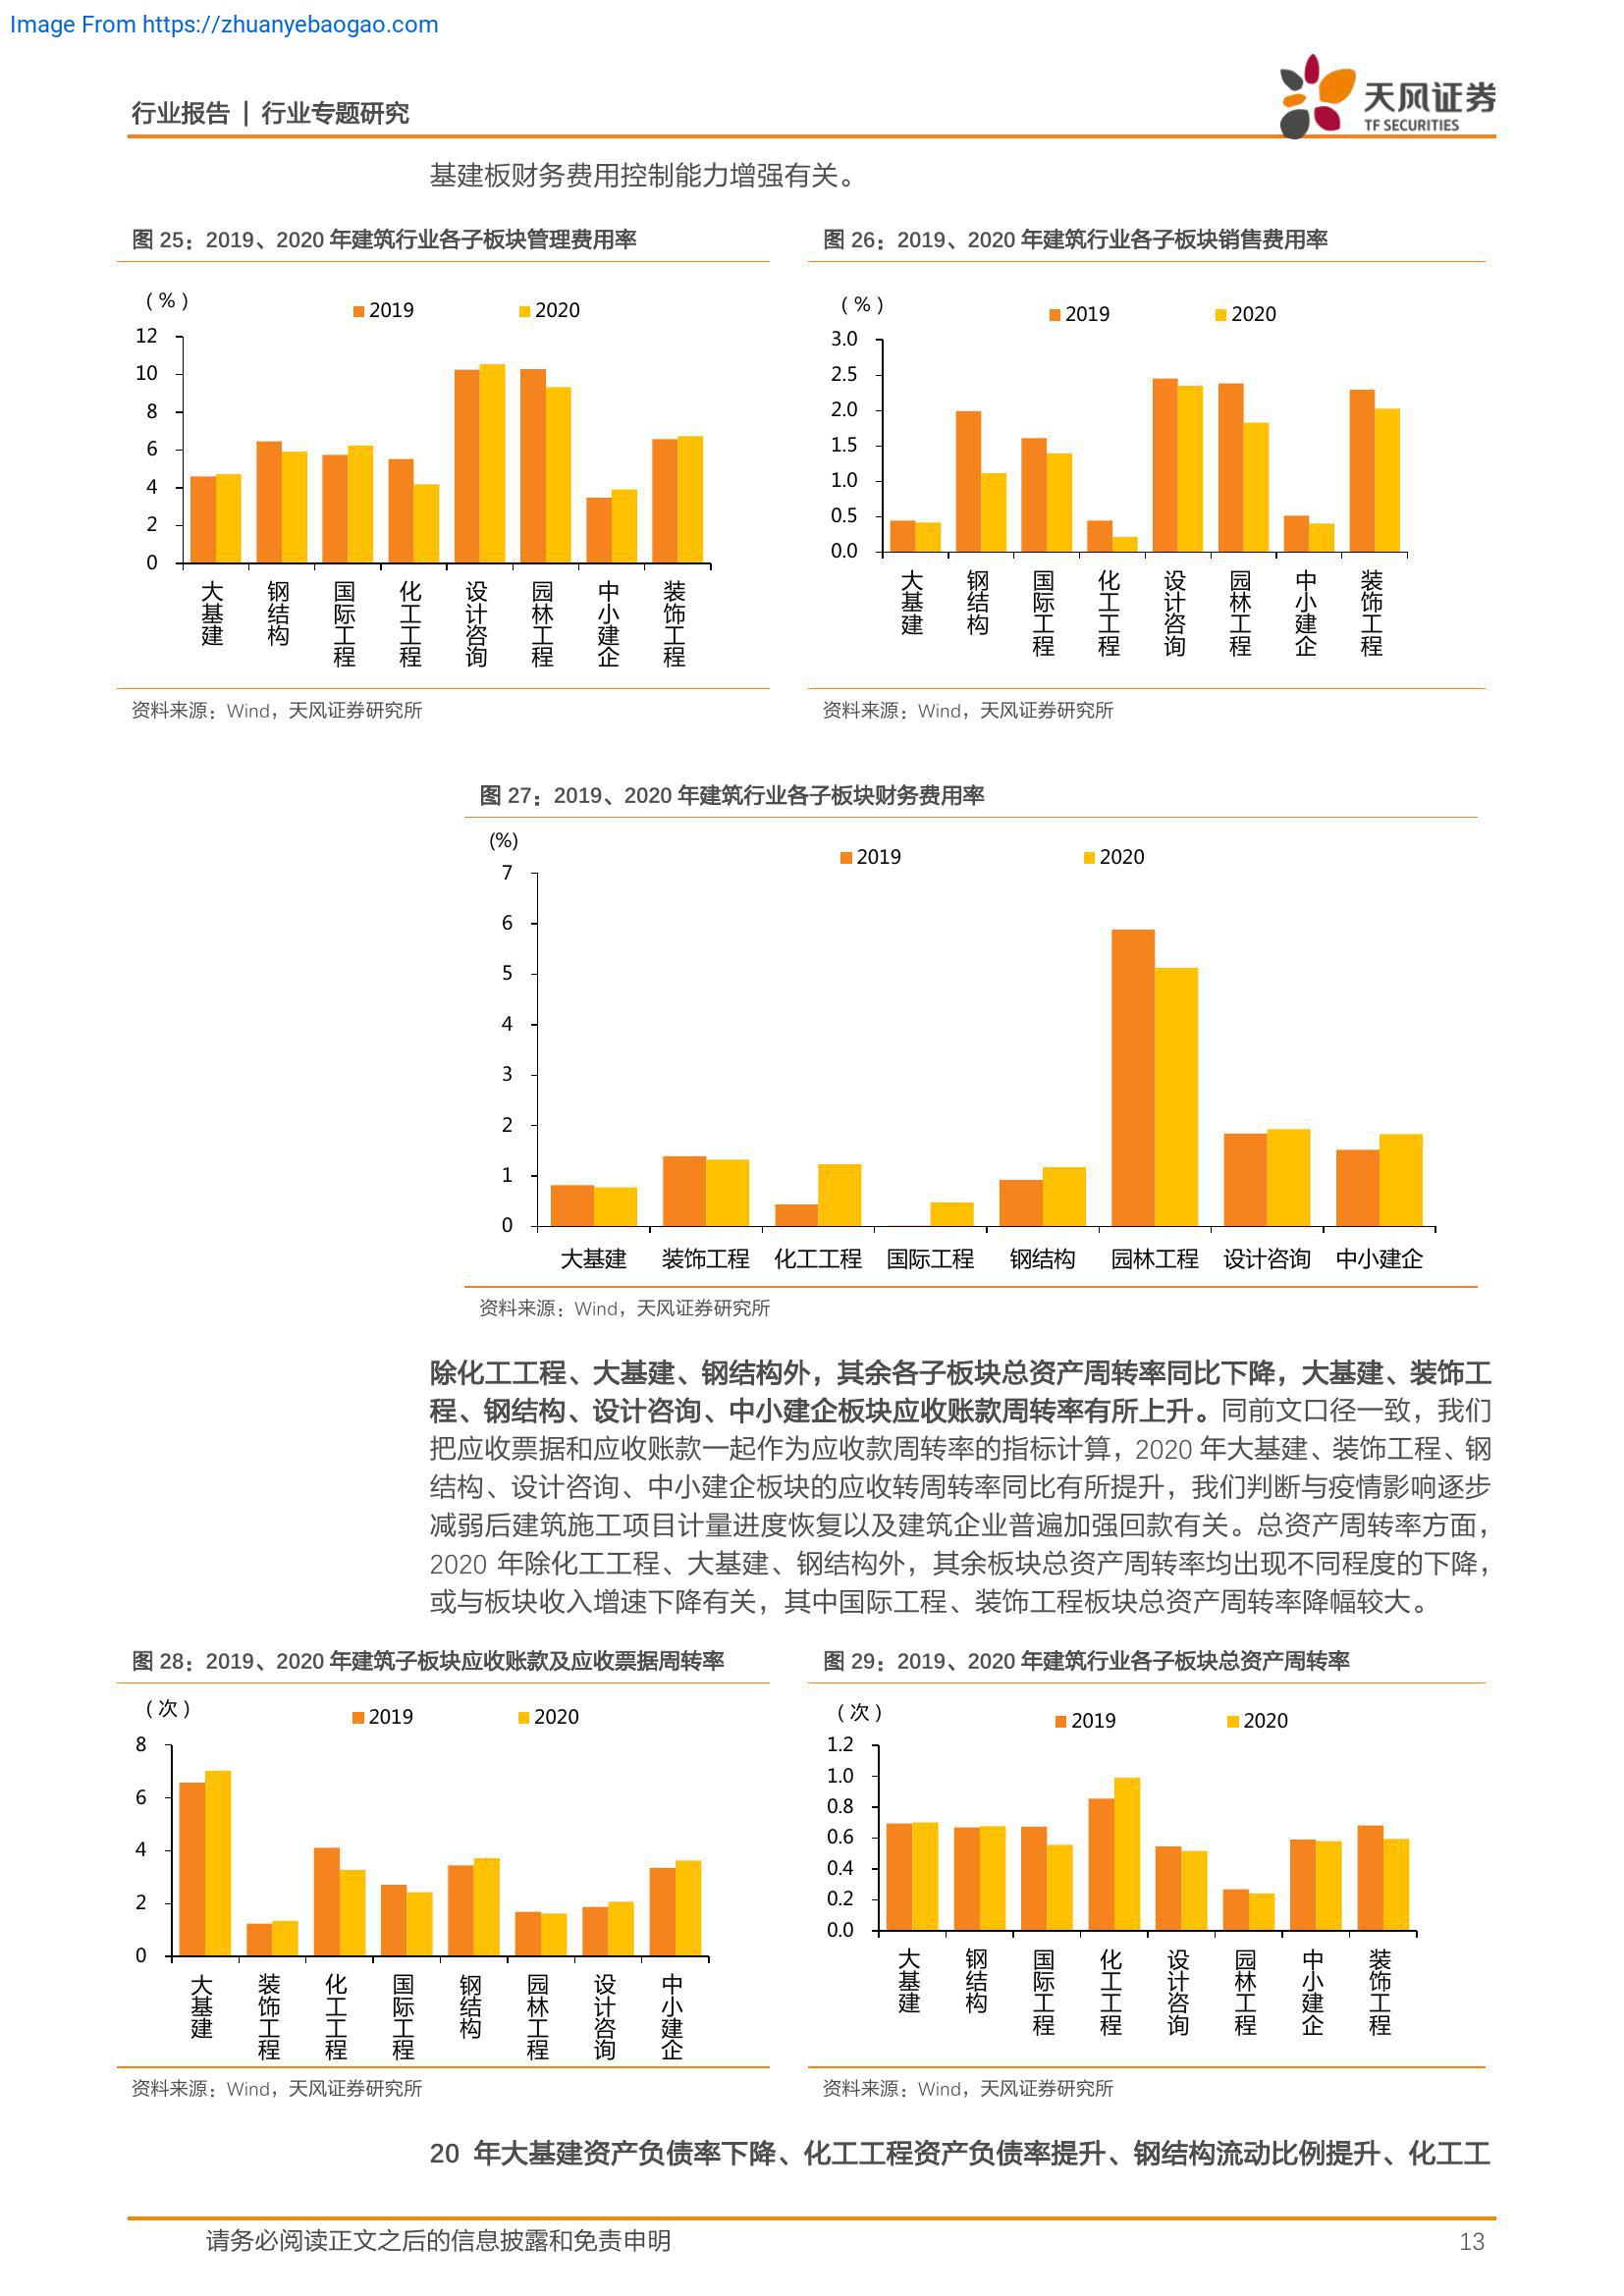 Image From https://zhuanyebaogao.com
行业报告 | 行业专题研究
天风证券
TF SECURITIES
基建板财务费用控制能力增强有关。
图 25：2019、2020 年建筑行业各子板块管理费用率
（%）
2019
2020
12
10
8
6
4
2
0
大基建
钢结构
国际工程
化工工程
设计咨询
园林工程
中小建企
装饰工程
资料来源：Wind，天风证券研究所
图 26：2019、2020 年建筑行业各子板块销售费用率
（%）
2019
2020
3.0
2.5
2.0
1.5
1.0
0.5
0.0
大基建
钢结构
国际工程
化工工程
设计咨询
园林工程
中小建企
装饰工程
资料来源：Wind，天风证券研究所
图 27：2019、2020 年建筑行业各子板块财务费用率
(%)
2019
2020
7
6
5
4
3
2
1
0
大基建 装饰工程 化工工程 国际工程 钢结构 园林工程 设计咨询 中小建企
资料来源：Wind，天风证券研究所
除化工工程、大基建、钢结构外，其余各子板块总资产周转率同比下降，大基建、装饰工
程、钢结构、设计咨询、中小建企板块应收账款周转率有所上升。同前文口径一致，我们
把应收票据和应收账款一起作为应收款周转率的指标计算，2020 年大基建、装饰工程、钢
结构、设计咨询、中小建企板块的应收转周转率同比有所提升，我们判断与疫情影响逐步
减弱后建筑施工项目计量进度恢复以及建筑企业普遍加强回款有关。总资产周转率方面，
2020 年除化工工程、大基建、钢结构外，其余板块总资产周转率均出现不同程度的下降，
或与板块收入增速下降有关，其中国际工程、装饰工程板块总资产周转率降幅较大。
图 28：2019、2020 年建筑子板块应收账款及应收票据周转率
（次）
2019
2020
8
6
4
2
0
大基建
装饰工程
化工工程
国际工程
钢结构
园林工程
设计咨询
中小建企
资料来源：Wind，天风证券研究所
图 29：2019、2020 年建筑行业各子板块总资产周转率
（次）
2019
2020
1.2
1.0
0.8
0.6
0.4
0.2
0.0
大基建
钢结构
国际工程
化工工程
设计咨询
园林工程
中小建企
装饰工程
资料来源：Wind，天风证券研究所
20 年大基建资产负债率下降、化工工程资产负债率提升、钢结构流动比例提升、化工工
请务必阅读正文之后的信息披露和免责申明
13